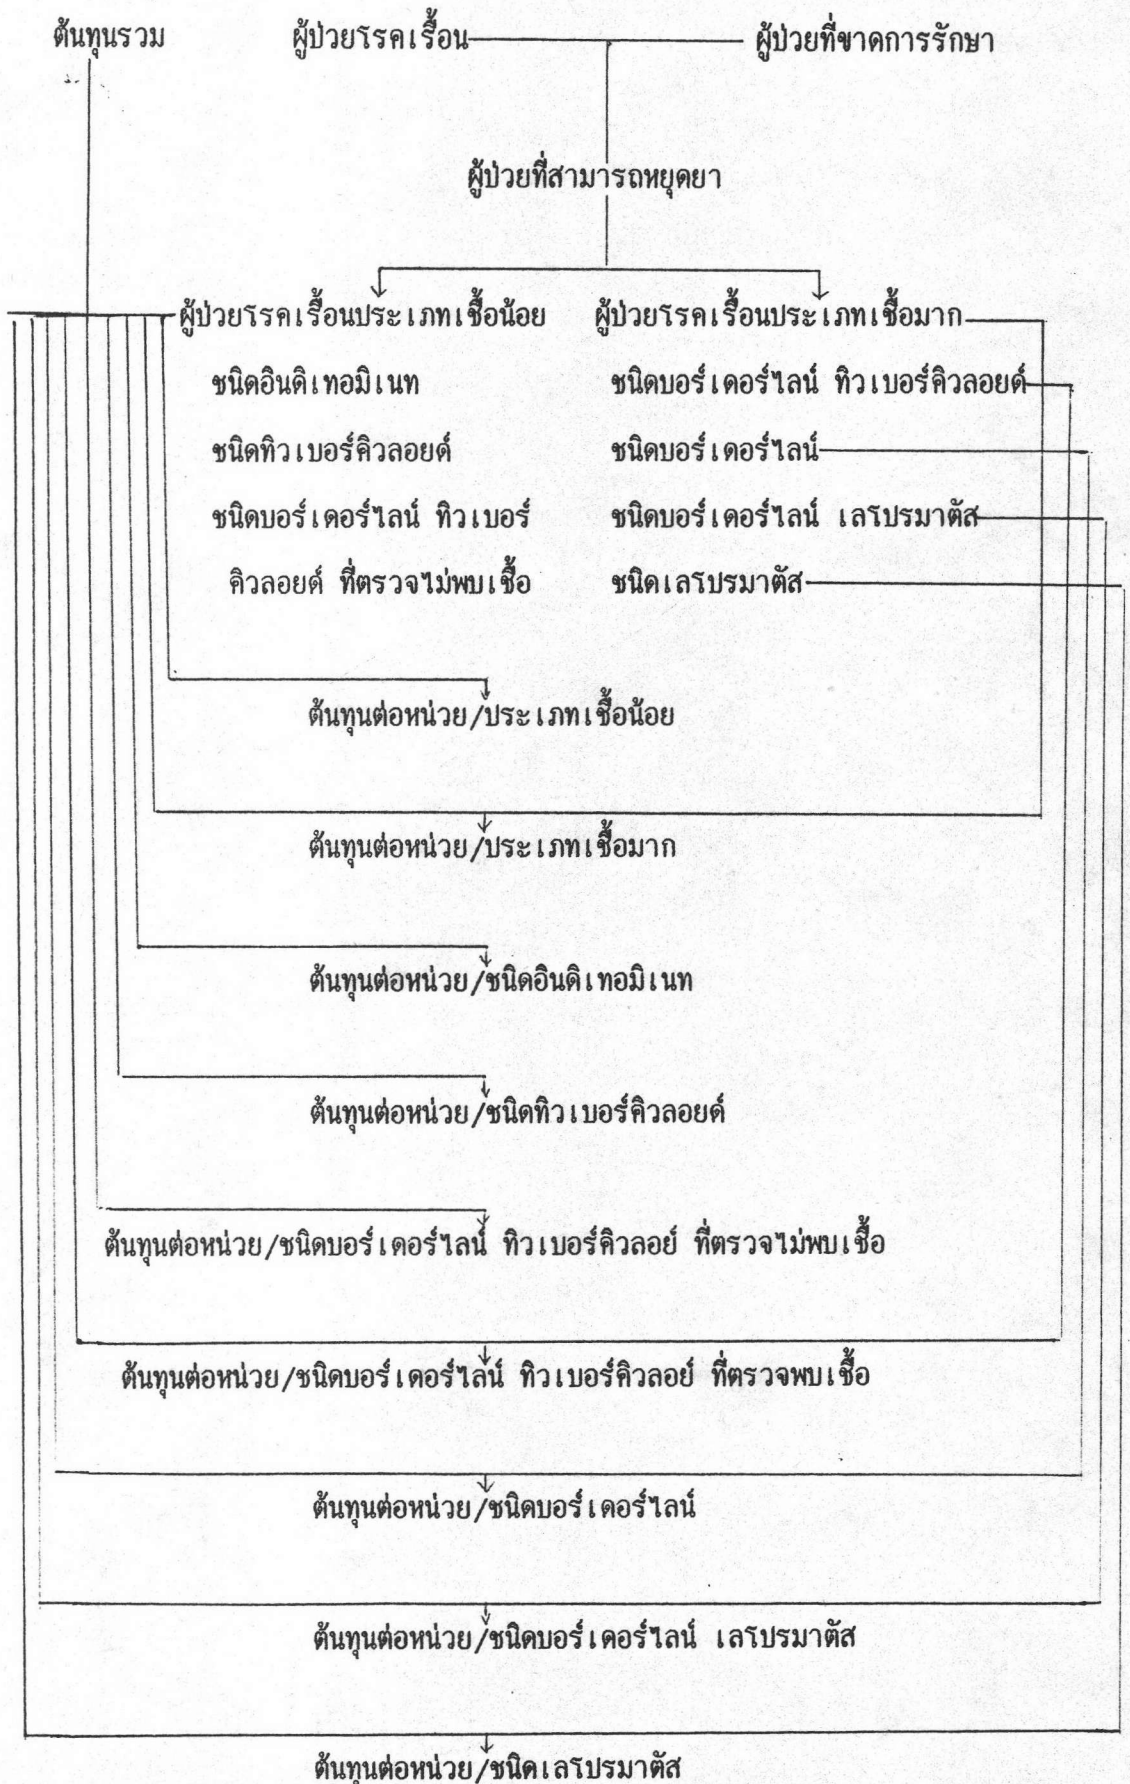 ต้นทุนรวม ผู้ป่วยโรคเรื้อน ผู้ป่วยที่ขาดการรักษา
ผู้ป่วยที่สามารถหยุดยา
ผู้ป่วยโรคเรื้อนประเภทเชื้อน้อย ผู้ป่วยโรคเรื้อนประเภทเชื้อมาก
ชนิดอินดิเทอมิเนท ชนิดบอร์เดอร์ไลน์ ทิวเบอร์คิวลอยด์
ชนิดทิวเบอร์คิวลอยด์ ชนิดบอร์เดอร์ไลน์
ชนิดบอร์เดอร์ไลน์ ทิวเบอร์ ชนิดบอร์เดอร์ไลน์ เลโปรมาตัส
คิวลอยด์ ที่ตรวจไม่พบเชื้อ ชนิดเลโปรมาตัส
ต้นทุนต่อหน่วย/ประเภทเชื้อน้อย
ต้นทุนต่อหน่วย/ประเภทเชื้อมาก
ต้นทุนต่อหน่วย/ชนิดอินดิเทอมิเนท
ต้นทุนต่อหน่วย/ชนิดทิวเบอร์คิวลอยด์
ต้นทุนต่อหน่วย/ชนิดบอร์เดอร์ไลน์ ทิวเบอร์คิวลอย์ ที่ตรวจไม่พบเชื้อ
ต้นทุนต่อหน่วย/ชนิดบอร์เดอร์ไลน์ ทิวเบอร์คิวลอย์ ที่ตรวจพบเชื้อ
ต้นทุนต่อหน่วย/ชนิดบอร์เดอร์ไลน์
ต้นทุนต่อหน่วย/ชนิดบอร์เดอร์ไลน์ เลโปรมาตัส
ต้นทุนต่อหน่วย/ชนิดเลโปรมาตัส